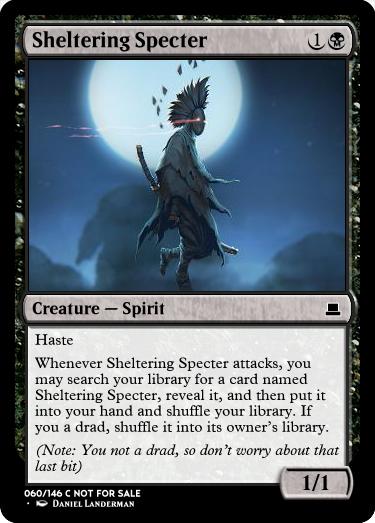 Sheltering Specter 1
Creature — Spirit
Haste
Whenever Sheltering Specter attacks, you
may search your library for a card named
Sheltering Specter, reveal it, and then put it
into your hand and shuffle your library. If
you a drad, shuffle it into its owner's library.
(Note: You not a drad, so don't worry about that
last bit)
1/1
060/146 C NOT FOR SALE
· Daniel Landerman